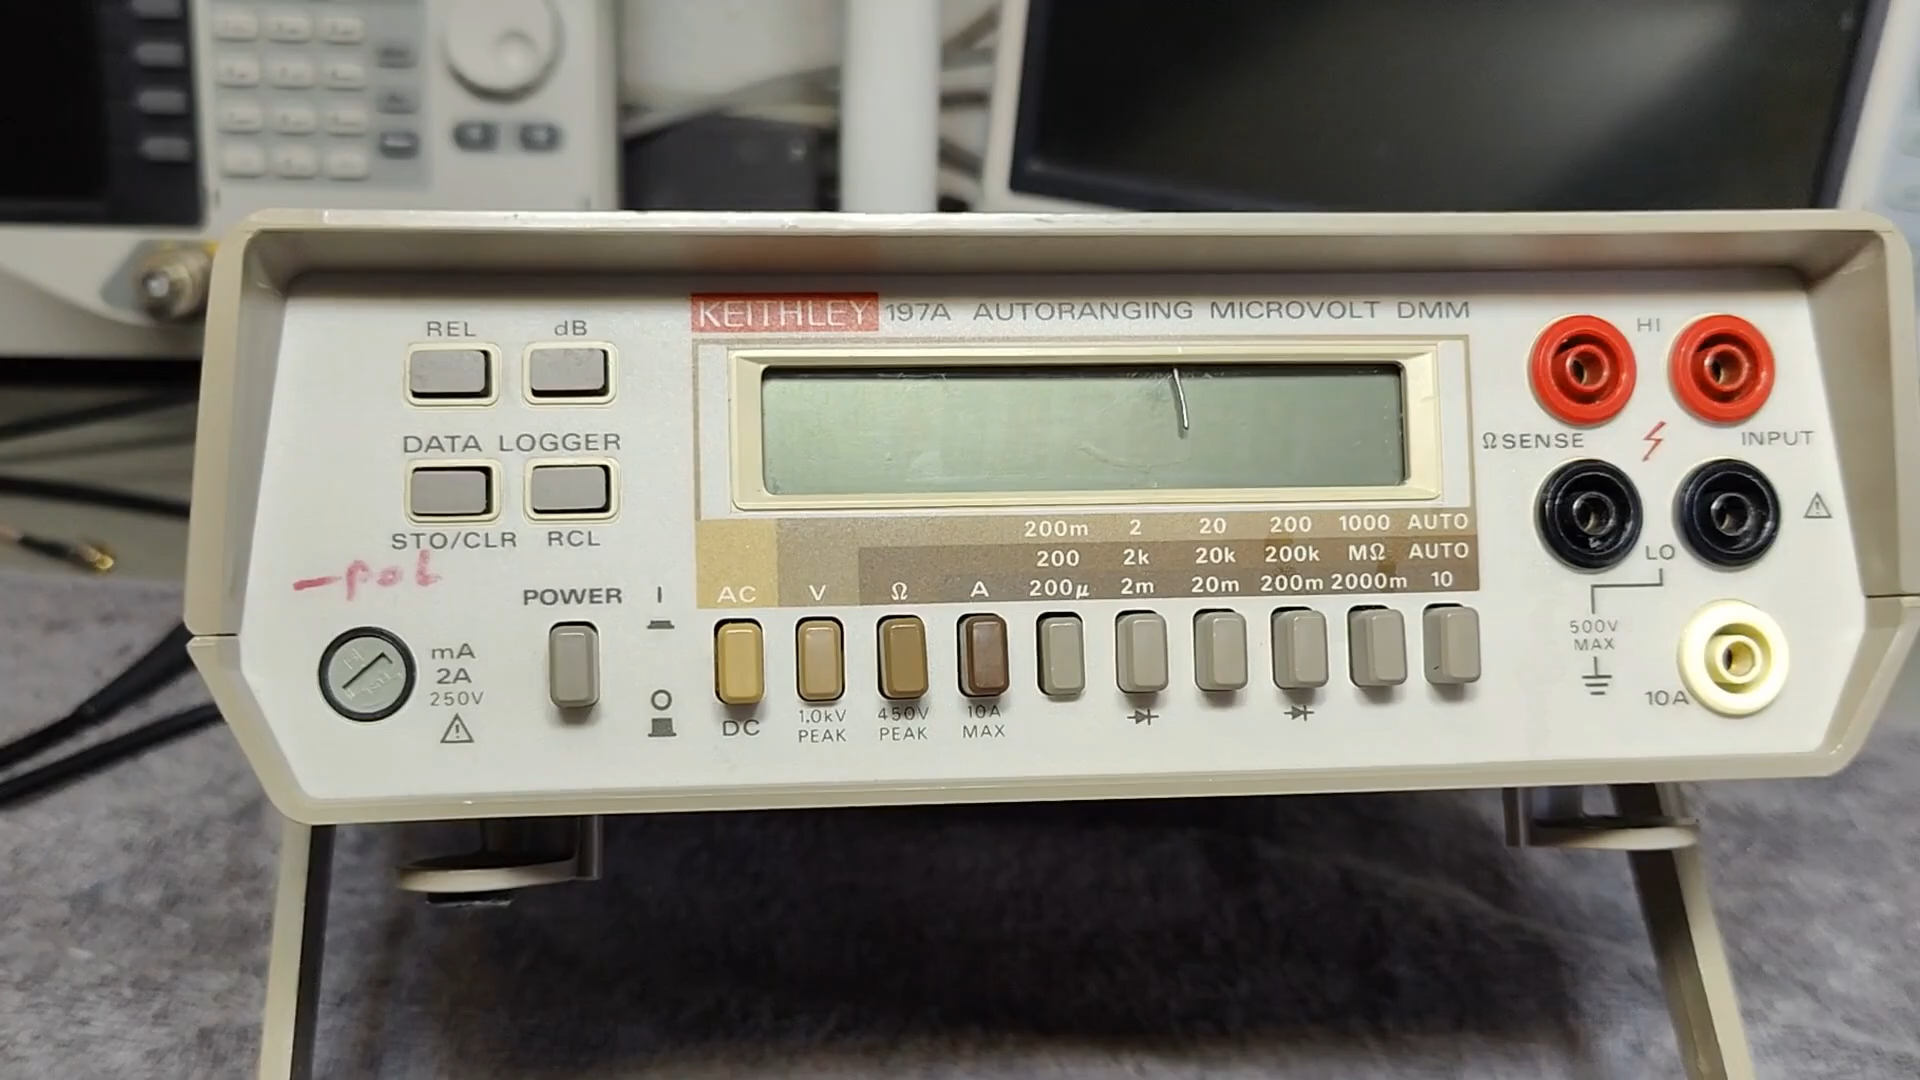 KEITHLEY 197A AUTORANGING MICROVOLT DMM
REL dB
DATA LOGGER
STO/CLR RCL
-pot
POWER I
O
mA
2A
250V
200m 2 20 200 1000 AUTO
200 2k 20k 200k MΩ AUTO
AC V Ω A 200µ 2m 20m 200m 2000m 10
DC
1.0kV PEAK
450V PEAK
10A MAX
HI
Ω SENSE INPUT
LO
500V
MAX
10A